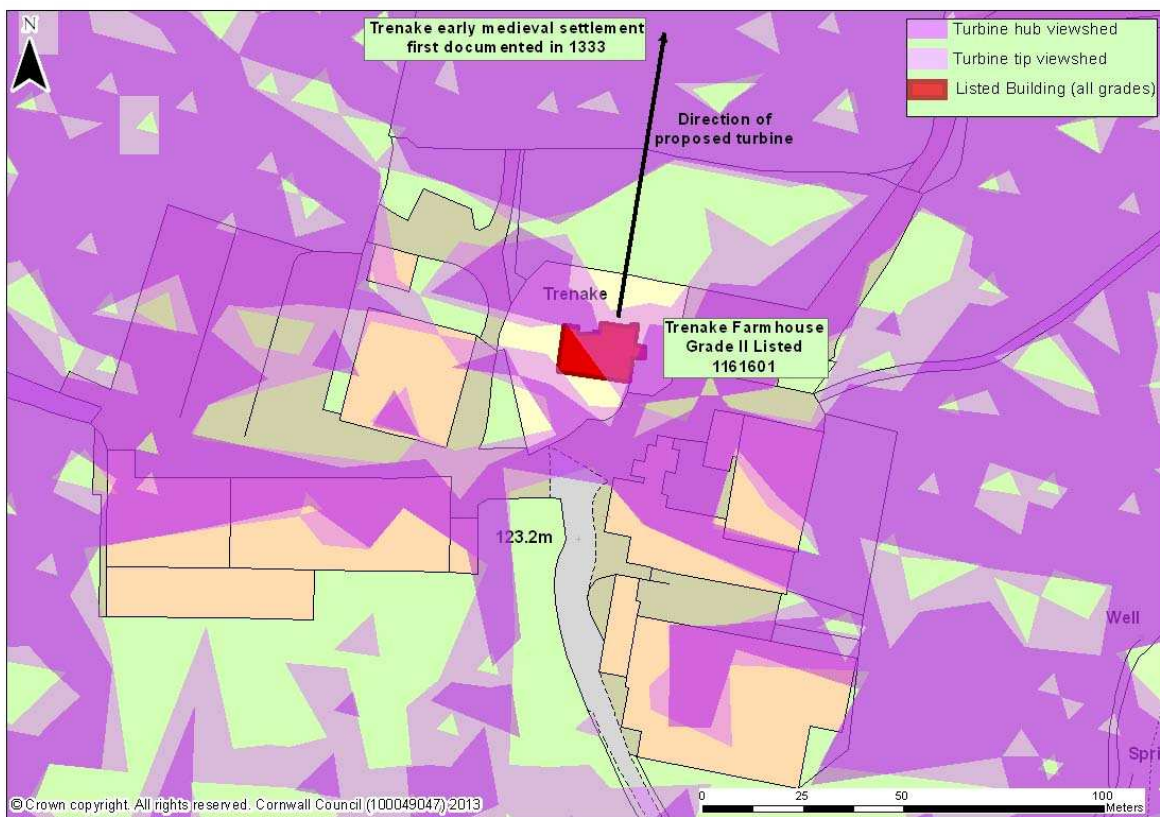 N
Trenake early medieval settlement
first documented in 1333
Turbine hub viewshed
Turbine tip viewshed
Listed Building (all grades)
Direction of
proposed turbine
Trenake
Trenake Farmhouse
Grade II Listed
1161601
123.2m
Well
Spri
© Crown copyright. All rights reserved. Cornwall Council (100049047) 2013
0 25 50 100
Meters